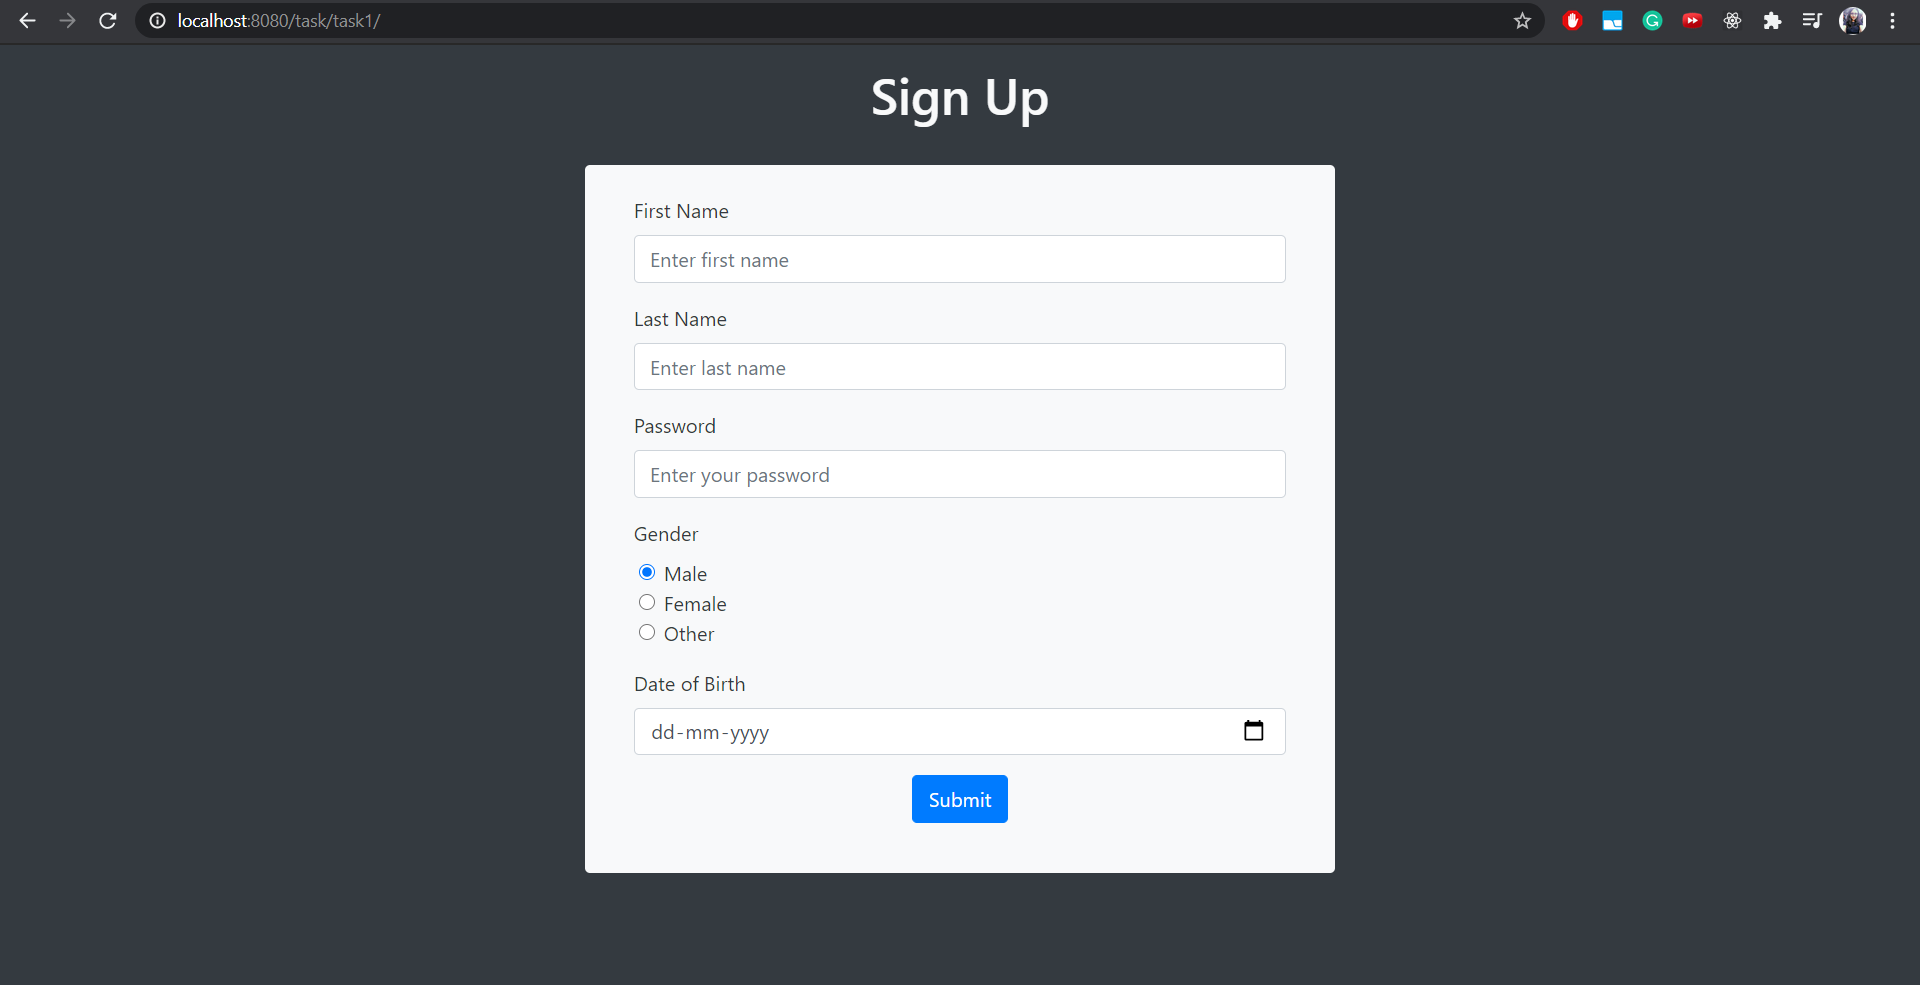 localhost:8080/task/task1/
Sign Up
First Name
Enter first name
Last Name
Enter last name
Password
Enter your password
Gender
Male
Female
Other
Date of Birth
dd-mm-yyyy
Submit